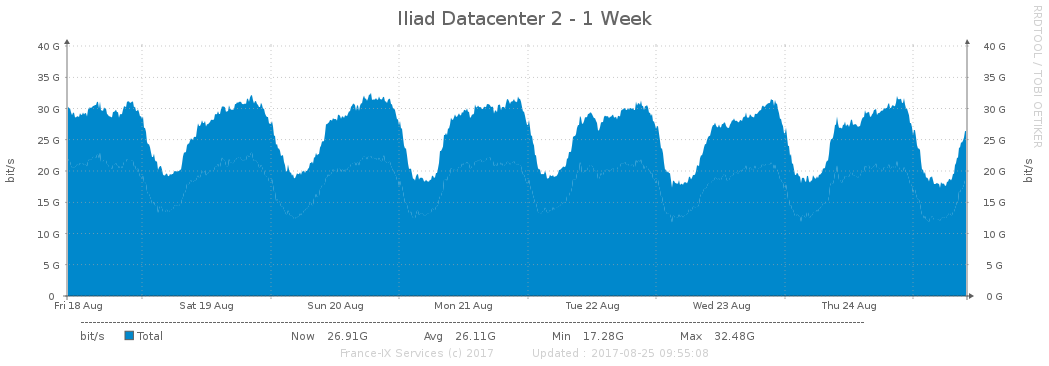 Iliad Datacenter 2 - 1 Week
RRDTOOL / TOBI OETIKER
40 G 40 G
35 G 35 G
30 G 30 G
25 G 25 G
20 G 20 G
15 G 15 G
10 G 10 G
5 G 5 G
0 0 G
bit/s
bit/s
Fri 18 Aug Sat 19 Aug Sun 20 Aug Mon 21 Aug Tue 22 Aug Wed 23 Aug Thu 24 Aug
bit/s Total Now 26.91G Avg 26.11G Min 17.28G Max 32.48G
France-IX Services (c) 2017 Updated : 2017-08-25 09:55:08